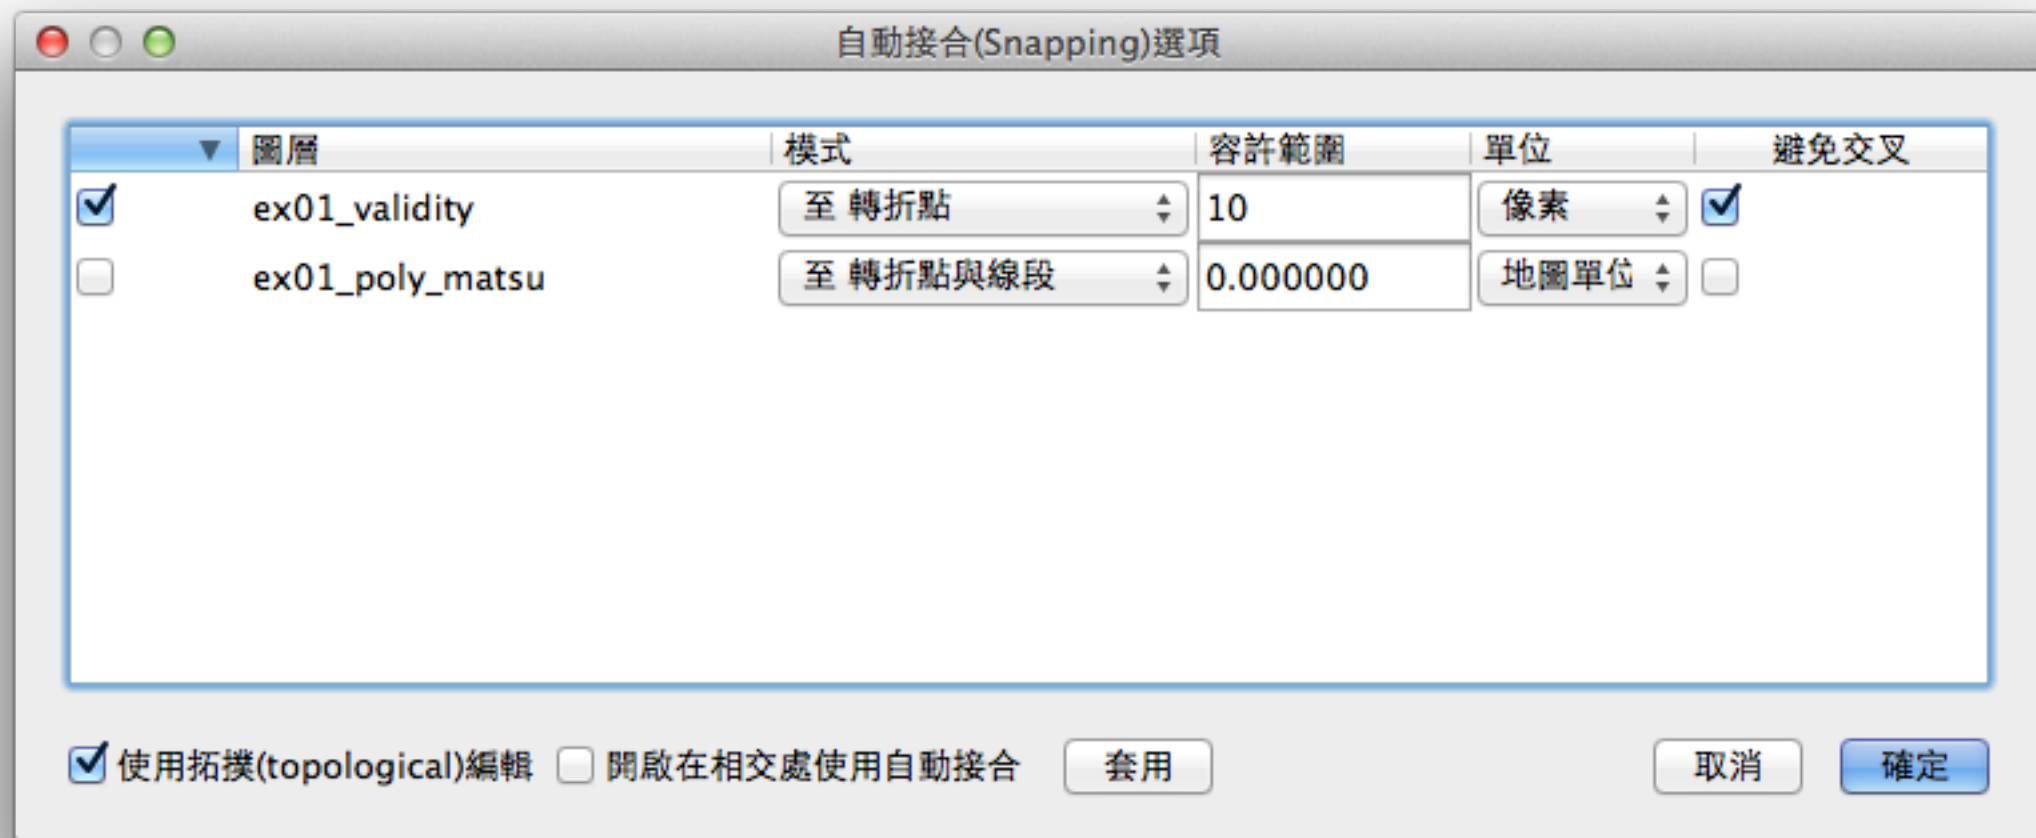 自動接合(Snapping)選項
圖層 模式 容許範圍 單位 避免交叉
ex01_validity 至 轉折點 10 像素
ex01_poly_matsu 至 轉折點與線段 0.000000 地圖單位
使用拓撲(topological)編輯 開啟在相交處使用自動接合 套用 取消 確定